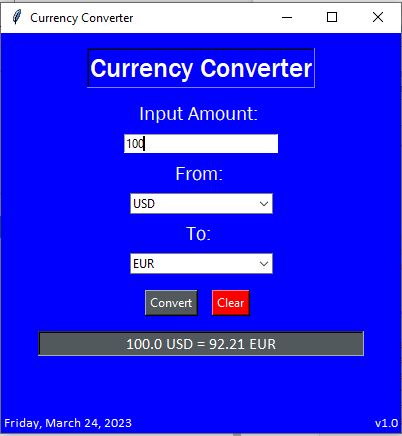 Currency Converter
Currency Converter
Input Amount:
100
From:
USD
To:
EUR
Convert Clear
100.0 USD = 92.21 EUR
Friday, March 24, 2023 v1.0